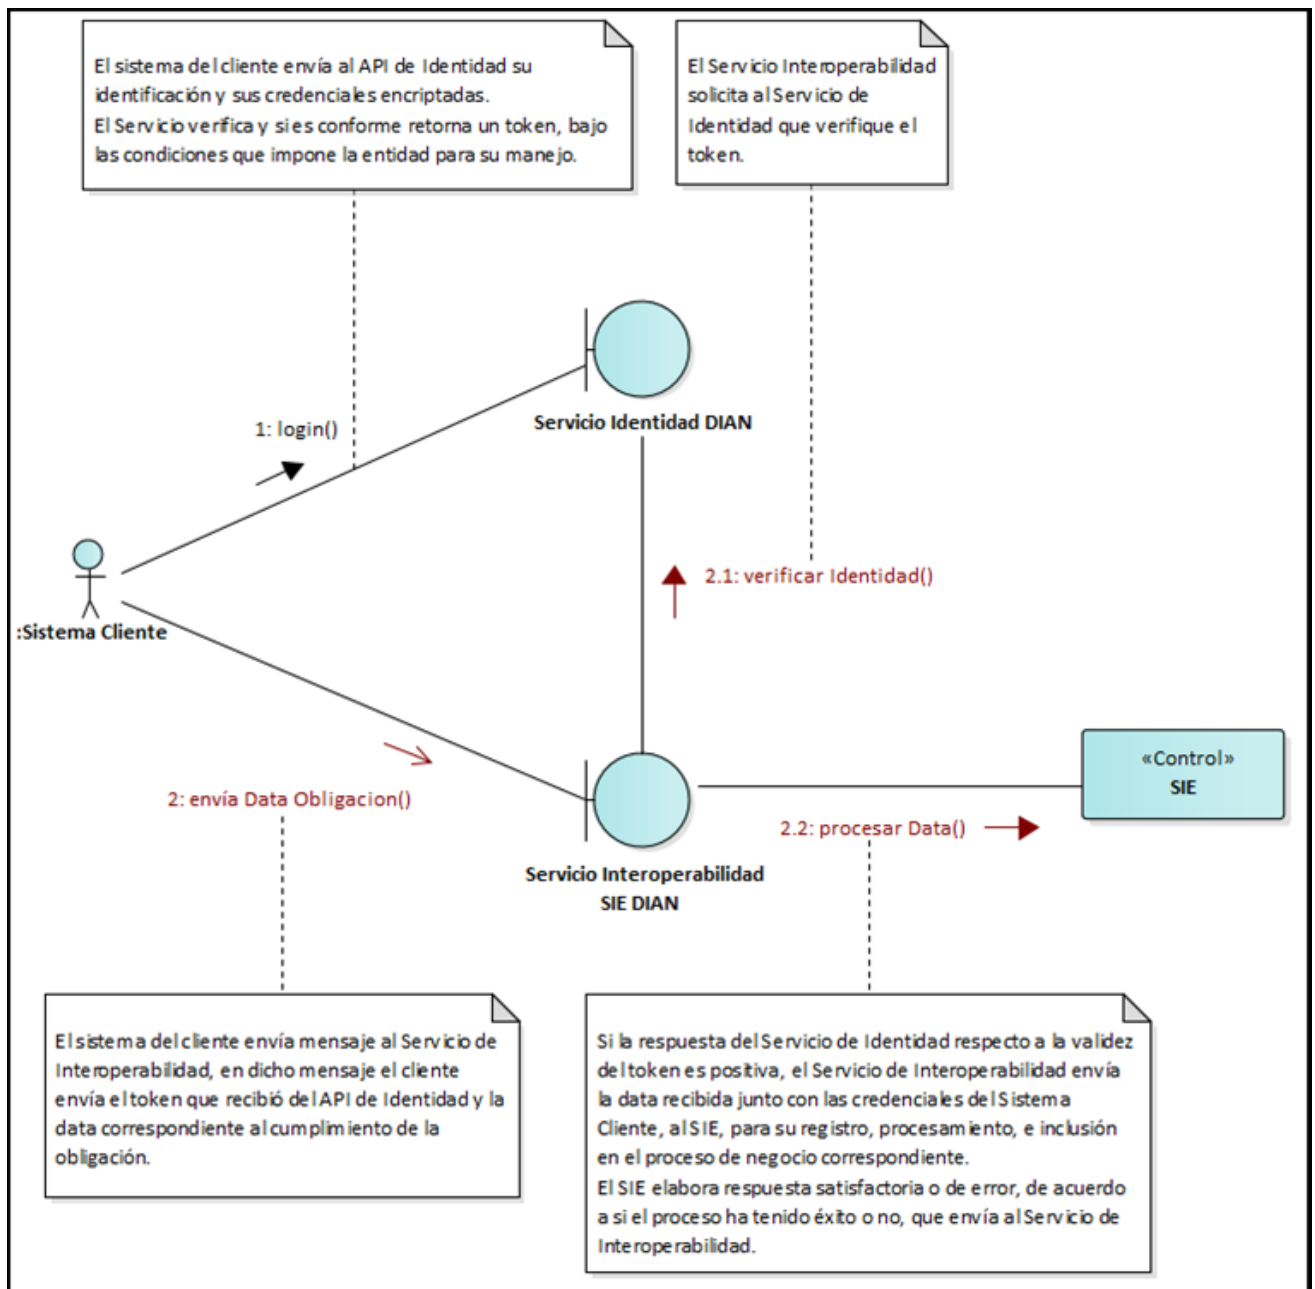 El sistema del cliente envía al API de Identidad su
identificación y sus credenciales encriptadas.
El Servicio verifica y si es conforme retorna un token, bajo
las condiciones que impone la entidad para su manejo.
El Servicio Interoperabilidad
solicita al Servicio de
Identidad que verifique el
token.
Servicio Identidad DIAN
1: login()
2.1: verificar Identidad()
:Sistema Cliente
«Control»
SIE
2: envía Data Obligacion()
2.2: procesar Data()
Servicio Interoperabilidad
SIE DIAN
El sistema del cliente envía mensaje al Servicio de
Interoperabilidad, en dicho mensaje el cliente
envía el token que recibió del API de Identidad y la
data correspondiente al cumplimiento de la
obligación.
Si la respuesta del Servicio de Identidad respecto a la validez
del token es positiva, el Servicio de Interoperabilidad envía
la data recibida junto con las credenciales del Sistema
Cliente, al SIE, para su registro, procesamiento, e inclusión
en el proceso de negocio correspondiente.
El SIE elabora respuesta satisfactoria o de error, de acuerdo
a si el proceso ha tenido éxito o no, que envía al Servicio de
Interoperabilidad.